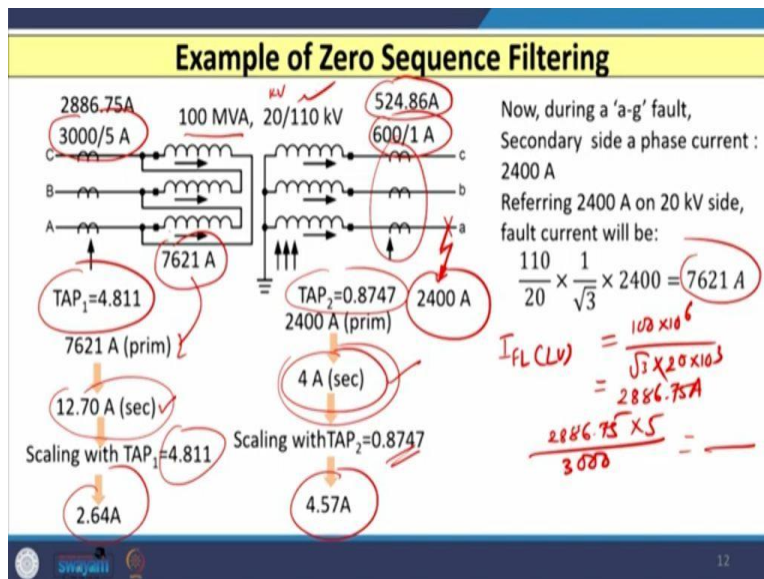 Example of Zero Sequence Filtering
2886.75A
3000/5 A
100 MVA, 20/110 kV
kV
524.86A
600/1 A
C
B
A
c
b
a
7621 A
TAP1=4.811
7621 A (prim)
12.70 A (sec)
Scaling with TAP1=4.811
2.64A
TAP2=0.8747
2400 A
2400 A (prim)
4 A (sec)
Scaling withTAP2=0.8747
4.57A
Now, during a 'a-g' fault,
Secondary side a phase current :
2400 A
Referring 2400 A on 20 kV side,
fault current will be:
110/20 × 1/√3 × 2400 = 7621 A
IFL(LV) = 100×10^6 / √3×20×10^3
= 2886.75A
2886.75×5 / 3000 = —
swayam
12